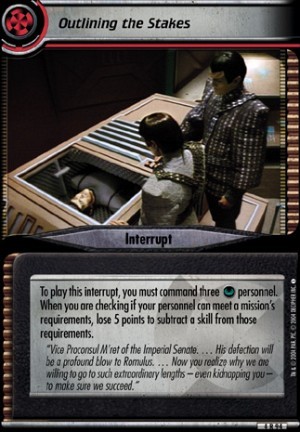 Outlining the Stakes
Interrupt
To play this interrupt, you must command three personnel.
When you are checking if your personnel can meet a mission's
requirements, lose 5 points to subtract a skill from those
requirements.
"Vice Proconsul M'ret of the Imperial Senate. . . . His defection will
be a profound blow to Romulus. . . . Now you realize why we are
willing to go to such extraordinary lengths – even kidnapping you –
to make sure we succeed."